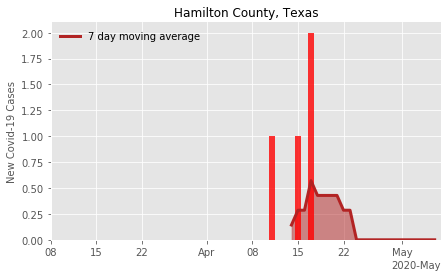 Hamilton County, Texas
7 day moving average
New Covid-19 Cases
2.00
1.75
1.50
1.25
1.00
0.75
0.50
0.25
0.00
08 15 22 Apr 08 15 22 May
2020-May